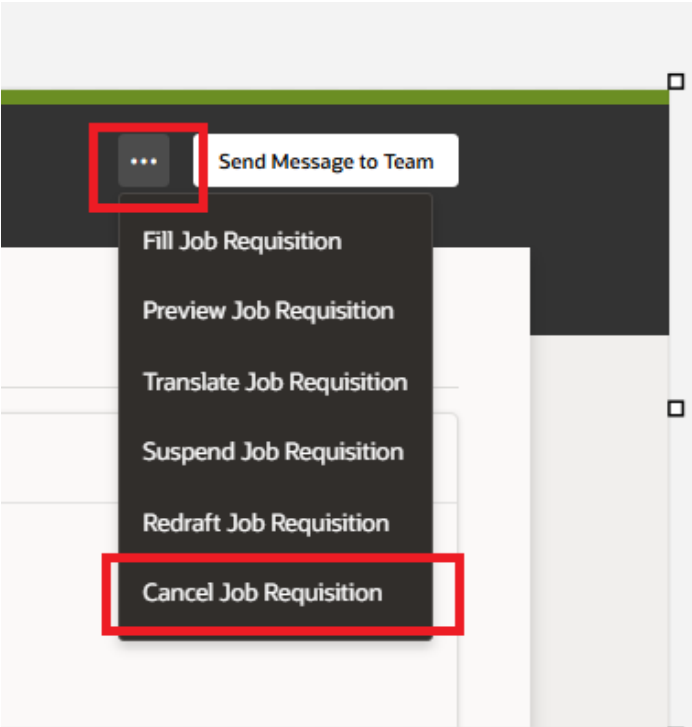 Send Message to Team
Fill Job Requisition
Preview Job Requisition
Translate Job Requisition
Suspend Job Requisition
Redraft Job Requisition
Cancel Job Requisition